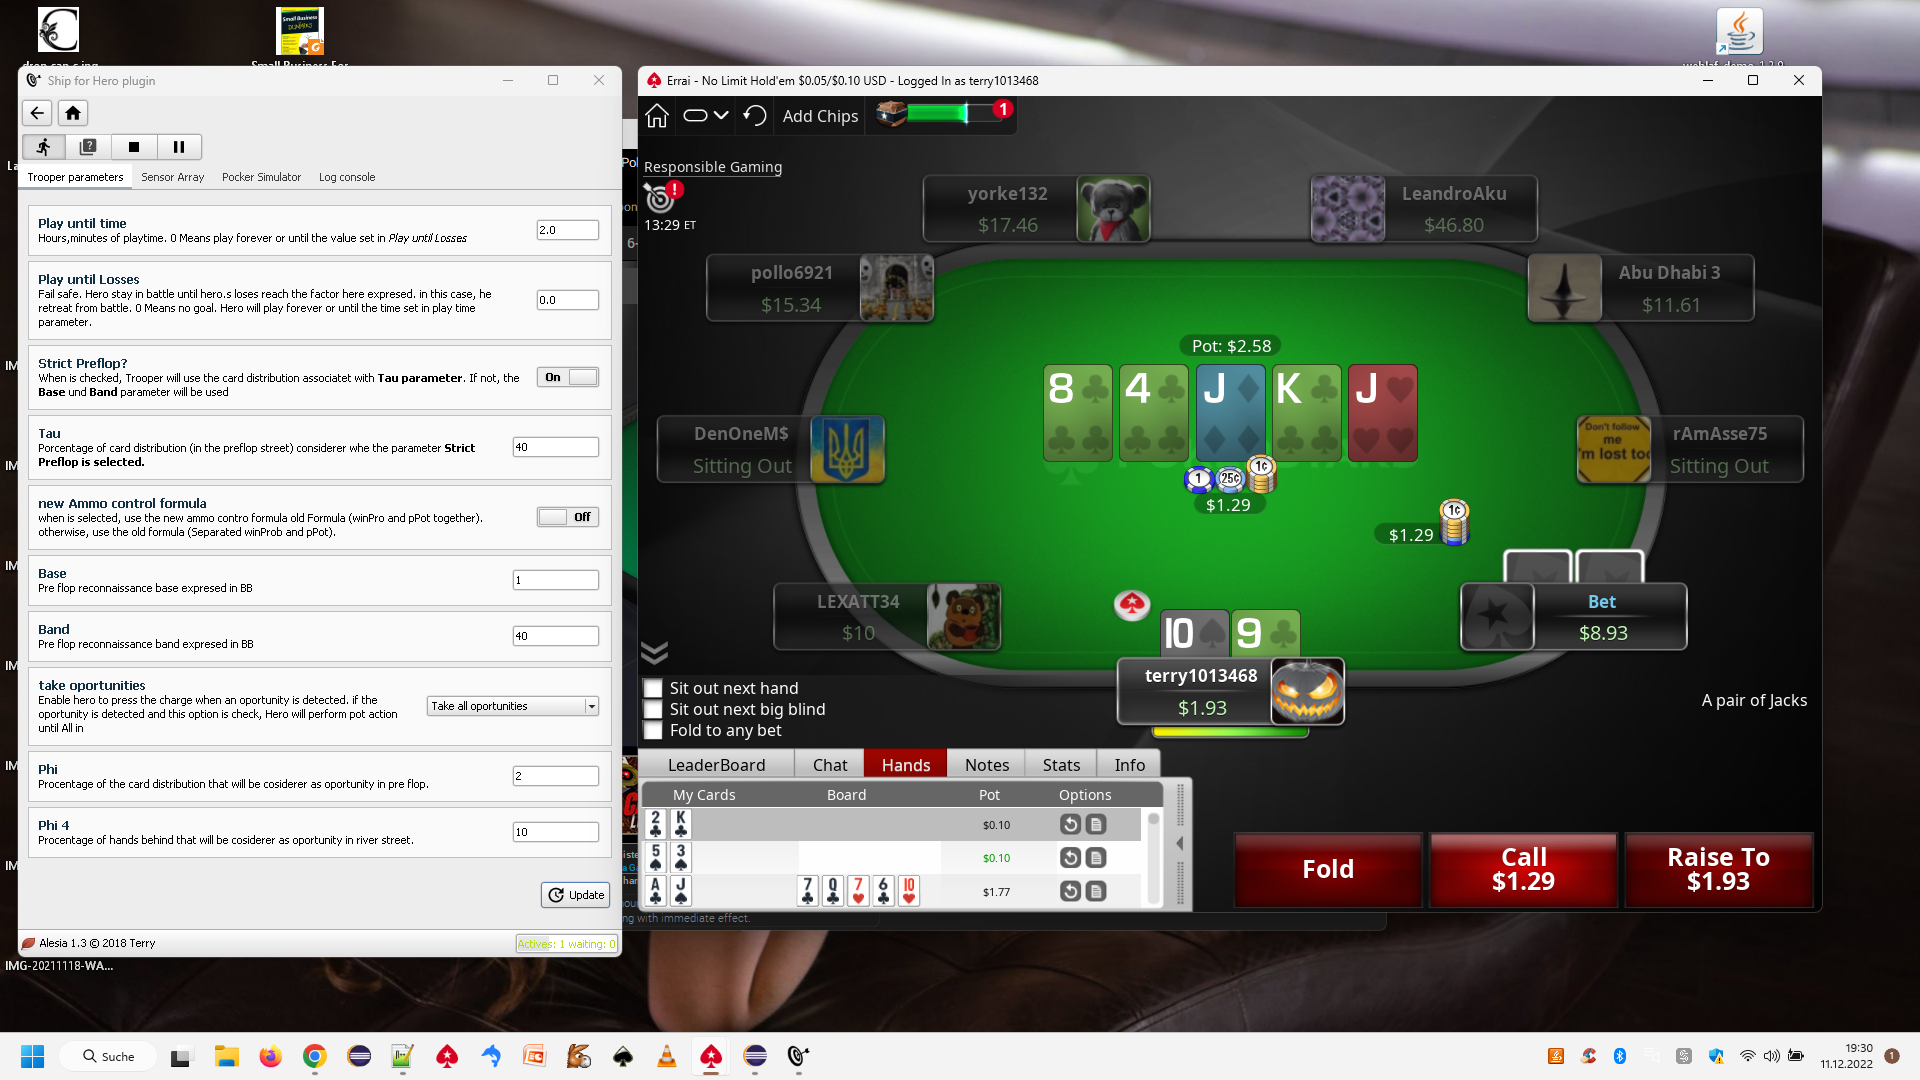 Ship for Hero plugin
Trooper parameters
Sensor Array
Pocker Simulator
Log console
Play until time
Hours,minutes of playtime. 0 Means play forever or until the value set in Play until Losses
2.0
Play until Losses
Fail safe. Hero stay in battle until hero.s loses reach the factor here expresed. in this case, he
retreat from battle. 0 Means no goal. Hero will play forever or until the time set in play time
parameter.
0.0
Strict Preflop?
When is checked, Trooper will use the card distribution associatet with Tau parameter. If not, the
Base und Band parameter will be used
On
Tau
Porcentage of card distribution (in the preflop street) considerer whe the parameter Strict
Preflop is selected.
40
new Ammo control formula
when is selected, use the new ammo contro formula old Formula (winPro and pPot together).
otherwise, use the old formula (Separated winProb and pPot).
Off
Base
Pre flop reconnaissance base expresed in BB
1
Band
Pre flop reconnaissance band expresed in BB
40
take oportunities
Enable hero to press the charge when an oportunity is detected. if the
oportunity is detected and this option is check, Hero will perform pot action
until All in
Take all oportunities
Phi
Percentage of the card distribution that will be cosiderer as oportunity in pre flop.
2
Phi 4
Procentage of hands behind that will be cosiderer as oportunity in river street.
10
Update
Alesia 1.3 © 2018 Terry
Actives: 1 waiting: 0
IMG-20211118-WA...
Errai - No Limit Hold'em $0.05/$0.10 USD - Logged In as terry1013468
Add Chips
1
Responsible Gaming
!
13:29 ET
yorke132
$17.46
LeandroAku
$46.80
pollo6921
$15.34
Abu Dhabi 3
$11.61
Pot: $2.58
8
4
J
K
J
DenOneM$
Sitting Out
Don't follow
me
I'm lost too
rAmAsse75
Sitting Out
1
25¢
1¢
$1.29
1¢
$1.29
LEXATT34
$10
Bet
$8.93
10
9
terry1013468
$1.93
Sit out next hand
Sit out next big blind
Fold to any bet
A pair of Jacks
LeaderBoard
Chat
Hands
Notes
Stats
Info
My Cards
Board
Pot
Options
2 K
$0.10
5 3
$0.10
A J
7 Q 7 6 10
$1.77
Fold
Call
$1.29
Raise To
$1.93
ng with immediate effect.
Suche
19:30
11.12.2022
1